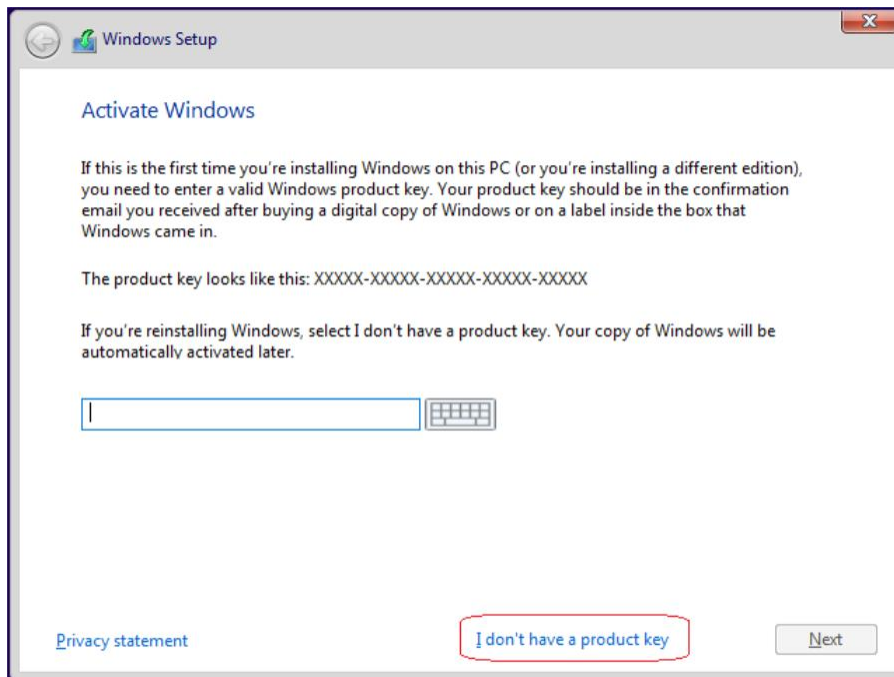 Windows Setup
Activate Windows
If this is the first time you're installing Windows on this PC (or you're installing a different edition),
you need to enter a valid Windows product key. Your product key should be in the confirmation
email you received after buying a digital copy of Windows or on a label inside the box that
Windows came in.
The product key looks like this: XXXXX-XXXXX-XXXXX-XXXXX-XXXXX
If you're reinstalling Windows, select I don't have a product key. Your copy of Windows will be
automatically activated later.
Privacy statement
I don't have a product key
Next